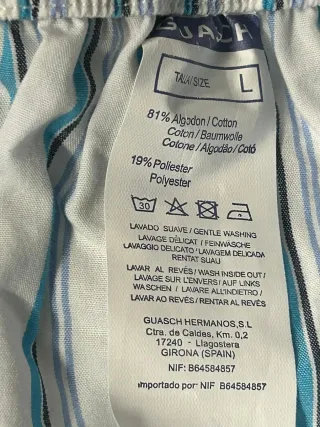 GUASCH
TALLA/SIZE
L
81% Algodon / Cotton
Coton / Baumwolle
Cotone / Algodão / Cotó
19% Poliester
Polyester
30
LAVADO SUAVE / GENTLE WASHING
LAVAGE DÉLICAT / FEINWÄSCHE
LAVAGGIO DELICATO / LAVAGEM DELICADA
RENTAT SUAU
LAVAR AL REVÉS / WASH INSIDE OUT /
LAVAGE SUR L'ENVERS / AUF LINKS
WASCHEN / LAVARE ALL'INDIETRO /
LAVAR AO REVÉS / RENTAR AL REVÉS
GUASCH HERMANOS,S.L
Ctra. de Caldes, Km. 0,2
17240 - Llagostera
GIRONA (SPAIN)
NIF: B64584857
Importado por: NIF B64584857